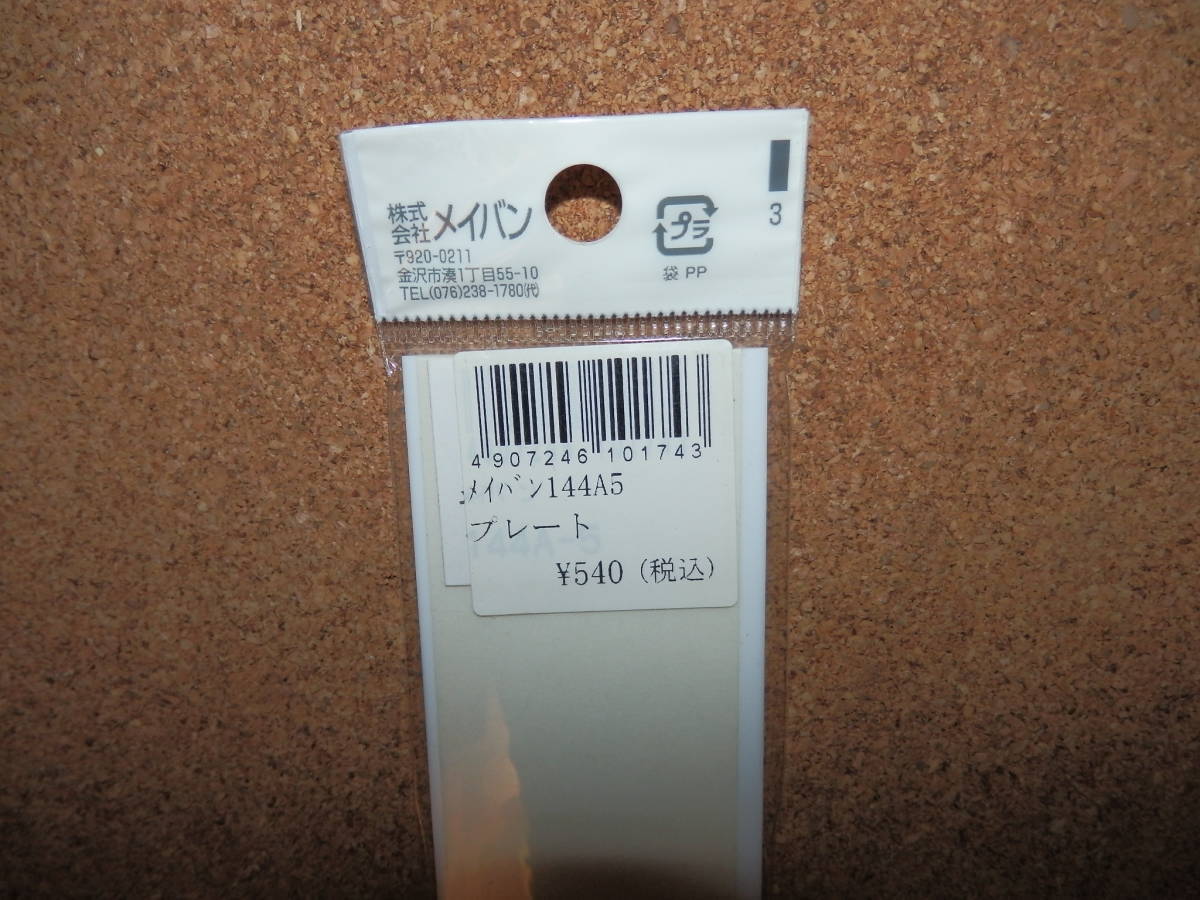 株式会社メイバン
〒920-0211
金沢市湊1丁目55-10
TEL(076)238-1780㈹
プラ
袋 PP
3
4 907246 101743
ﾒｲﾊﾞﾝ144A5
プレート
144A-5
¥540 (税込)